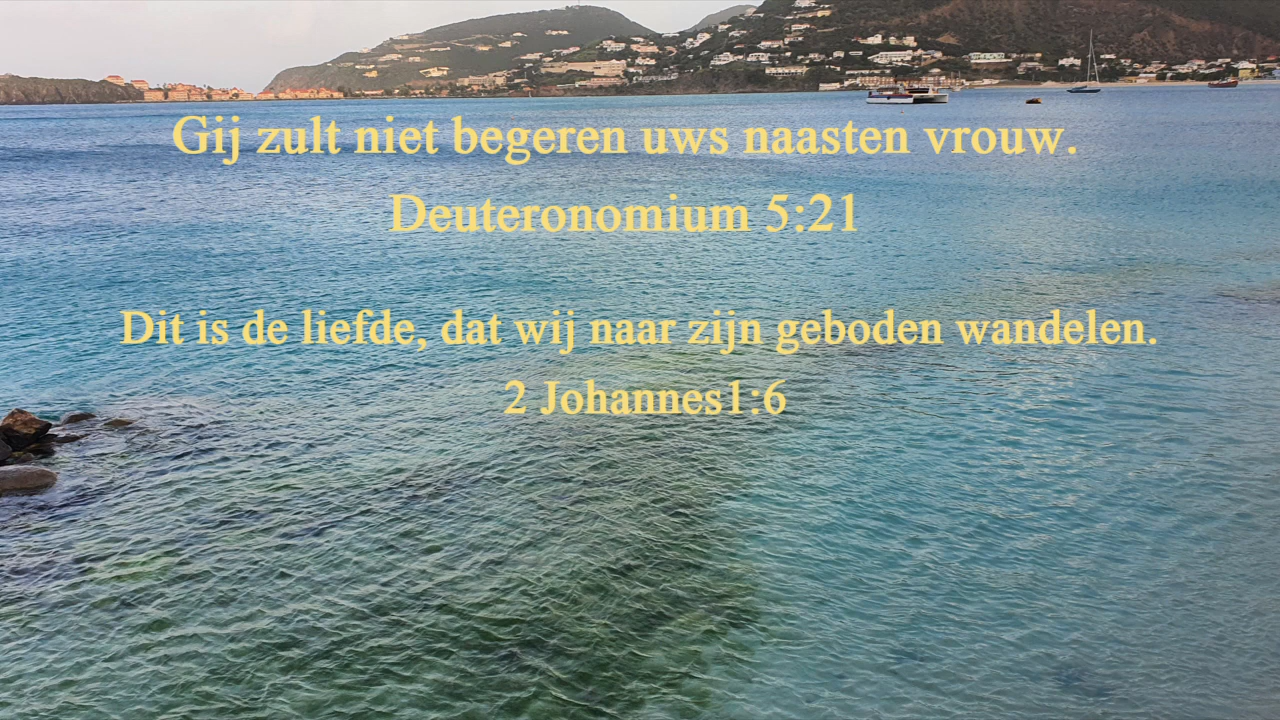 Gij zult niet begeren uws naasten vrouw.
Deuteronomium 5:21
Dit is de liefde, dat wij naar zijn geboden wandelen.
2 Johannes1:6